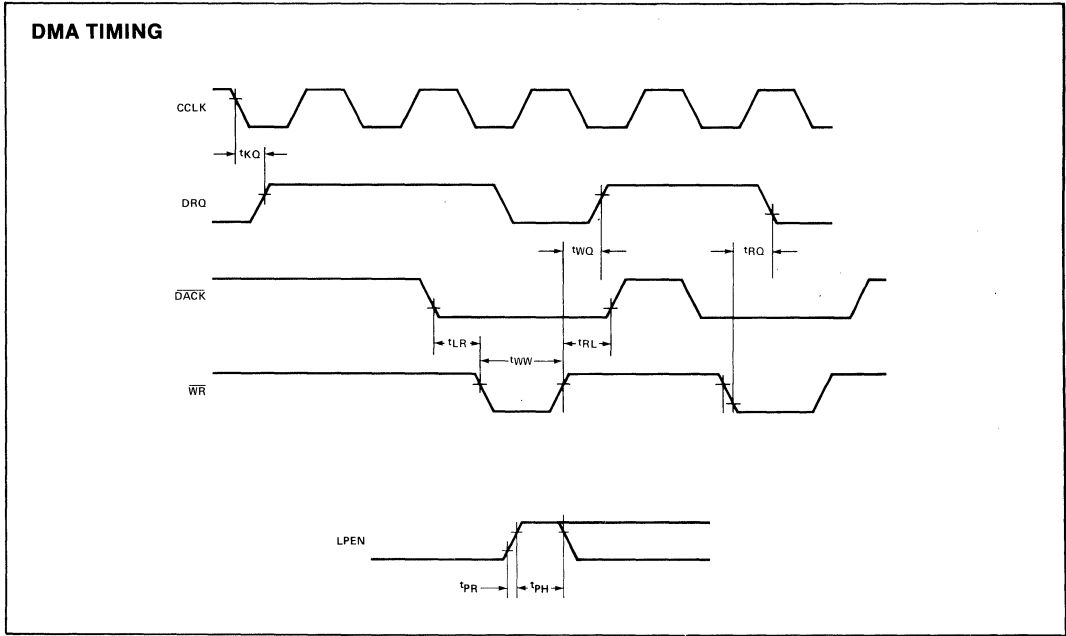 DMA TIMING
CCLK
tKQ
DRQ
tWQ
tRQ
DACK
tLR
tRL
tWW
WR
LPEN
tPR
tPH